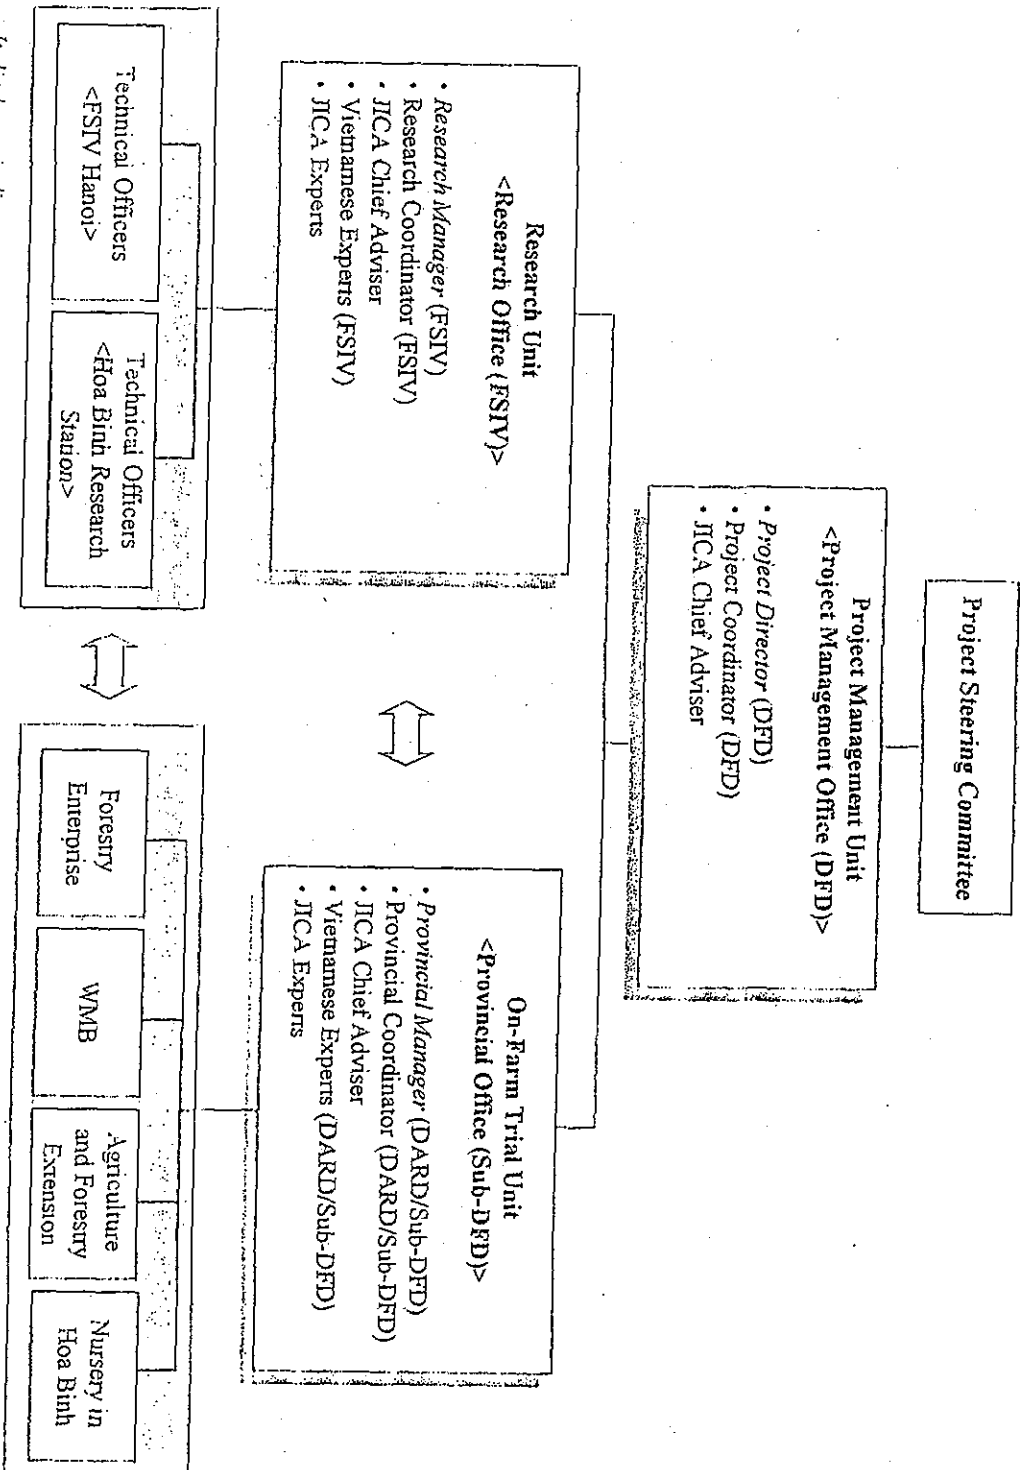 Project Steering Committee
Project Management Unit
<Project Management Office (DFD)>
• Project Director (DFD)
• Project Coordinator (DFD)
• JICA Chief Adviser
Research Unit
<Research Office (FSIV)>
• Research Manager (FSIV)
• Research Coordinator (FSIV)
• JICA Chief Adviser
• Vietnamese Experts (FSIV)
• JICA Experts
On-Farm Trial Unit
<Provincial Office (Sub-DFD)>
• Provincial Manager (DARD/Sub-DFD)
• Provincial Coordinator (DARD/Sub-DFD)
• JICA Chief Adviser
• Vietnamese Experts (DARD/Sub-DFD)
• JICA Experts
Technical Officers
<FSIV Hanoi>
Technical Officers
<Hoa Binh Research
Station>
Forestry
Enterprise
WMB
Agriculture
and Forestry
Extension
Nursery in
Hoa Binh